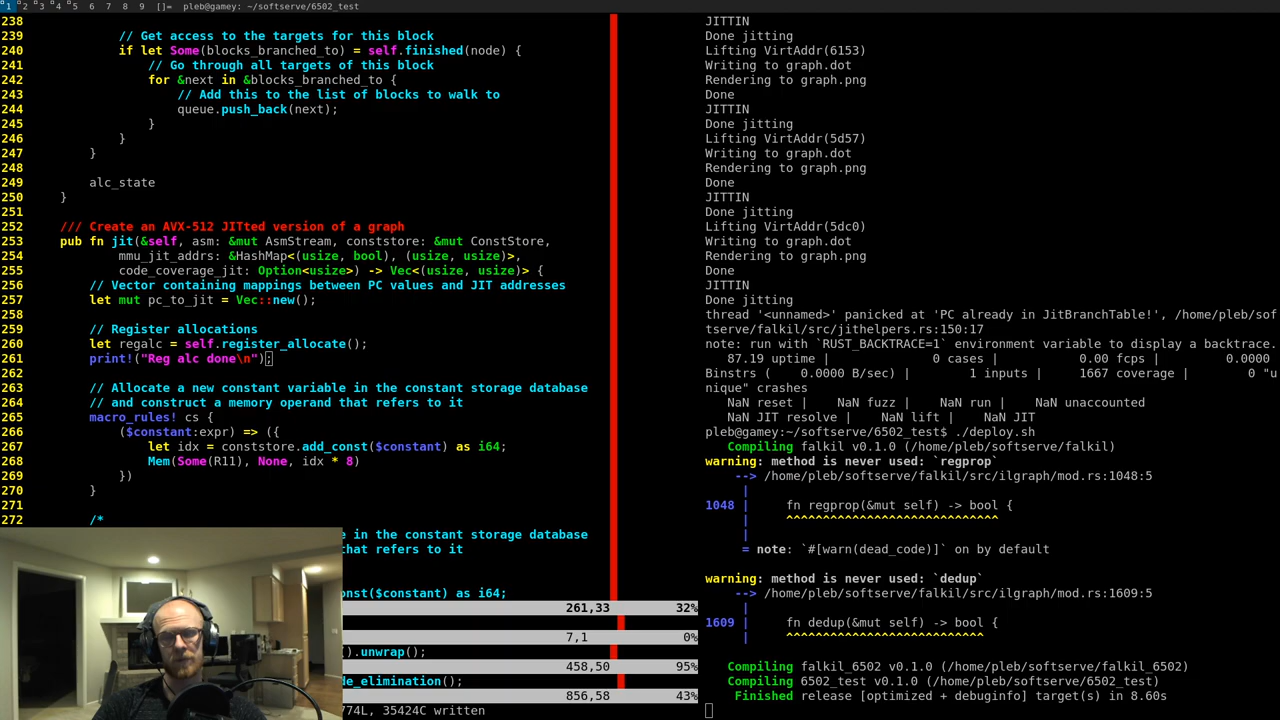 1 2 3 4 5 6 7 8 9 []= pleb@gamey: ~/softserve/6502_test
238
239 // Get access to the targets for this block
240 if let Some(blocks_branched_to) = self.finished(node) {
241 // Go through all targets of this block
242 for &next in &blocks_branched_to {
243 // Add this to the list of blocks to walk to
244 queue.push_back(next);
245 }
246 }
247 }
248
249 alc_state
250 }
251
252 /// Create an AVX-512 JITted version of a graph
253 pub fn jit(&self, asm: &mut AsmStream, conststore: &mut ConstStore,
254 mmu_jit_addrs: &HashMap<(usize, bool), (usize, usize)>,
255 code_coverage_jit: Option<usize>) -> Vec<(usize, usize)> {
256 // Vector containing mappings between PC values and JIT addresses
257 let mut pc_to_jit = Vec::new();
258
259 // Register allocations
260 let regalc = self.register_allocate();
261 print!("Reg alc done\n");
262
263 // Allocate a new constant variable in the constant storage database
264 // and construct a memory operand that refers to it
265 macro_rules! cs {
266 ($constant:expr) => ({
267 let idx = conststore.add_const($constant) as i64;
268 Mem(Some(R11), None, idx * 8)
269 })
270 }
271
272 /*
e in the constant storage database
that refers to it
onst($constant) as i64;
261,33 32%
7,1 0%
).unwrap();
458,50 95%
de_elimination();
856,58 43%
774L, 35424C written
JITTIN
Done jitting
Lifting VirtAddr(6153)
Writing to graph.dot
Rendering to graph.png
Done
JITTIN
Done jitting
Lifting VirtAddr(5d57)
Writing to graph.dot
Rendering to graph.png
Done
JITTIN
Done jitting
Lifting VirtAddr(5dc0)
Writing to graph.dot
Rendering to graph.png
Done
JITTIN
Done jitting
thread '<unnamed>' panicked at 'PC already in JitBranchTable!', /home/pleb/sof
tserve/falkil/src/jithelpers.rs:150:17
note: run with `RUST_BACKTRACE=1` environment variable to display a backtrace.
87.19 uptime | 0 cases | 0.00 fcps | 0.0000
Binstrs ( 0.0000 B/sec) | 1 inputs | 1667 coverage | 0 "u
nique" crashes
NaN reset | NaN fuzz | NaN run | NaN unaccounted
NaN JIT resolve | NaN lift | NaN JIT
pleb@gamey:~/softserve/6502_test$ ./deploy.sh
Compiling falkil v0.1.0 (/home/pleb/softserve/falkil)
warning: method is never used: `regprop`
--> /home/pleb/softserve/falkil/src/ilgraph/mod.rs:1048:5
|
1048 | fn regprop(&mut self) -> bool {
| ^^^^^^^^^^^^^^^^^^^^^^^^^^^^^
|
= note: `#[warn(dead_code)]` on by default
warning: method is never used: `dedup`
--> /home/pleb/softserve/falkil/src/ilgraph/mod.rs:1609:5
|
1609 | fn dedup(&mut self) -> bool {
| ^^^^^^^^^^^^^^^^^^^^^^^^^^^
Compiling falkil_6502 v0.1.0 (/home/pleb/softserve/falkil_6502)
Compiling 6502_test v0.1.0 (/home/pleb/softserve/6502_test)
Finished release [optimized + debuginfo] target(s) in 8.60s